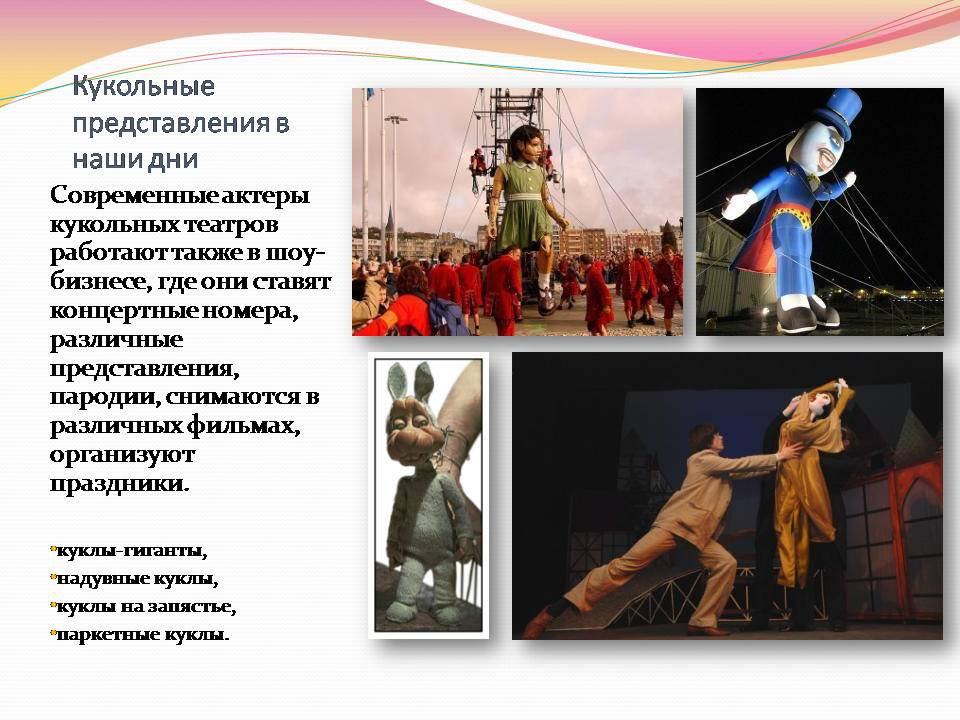 Кукольные
представления в
наши дни
Современные актеры
кукольных театров
работают также в шоу-
бизнесе, где они ставят
концертные номера,
различные
представления,
пародии, снимаются в
различных фильмах,
организуют
праздники.
куклы-гиганты,
надувные куклы,
куклы на запястье,
паркетные куклы.